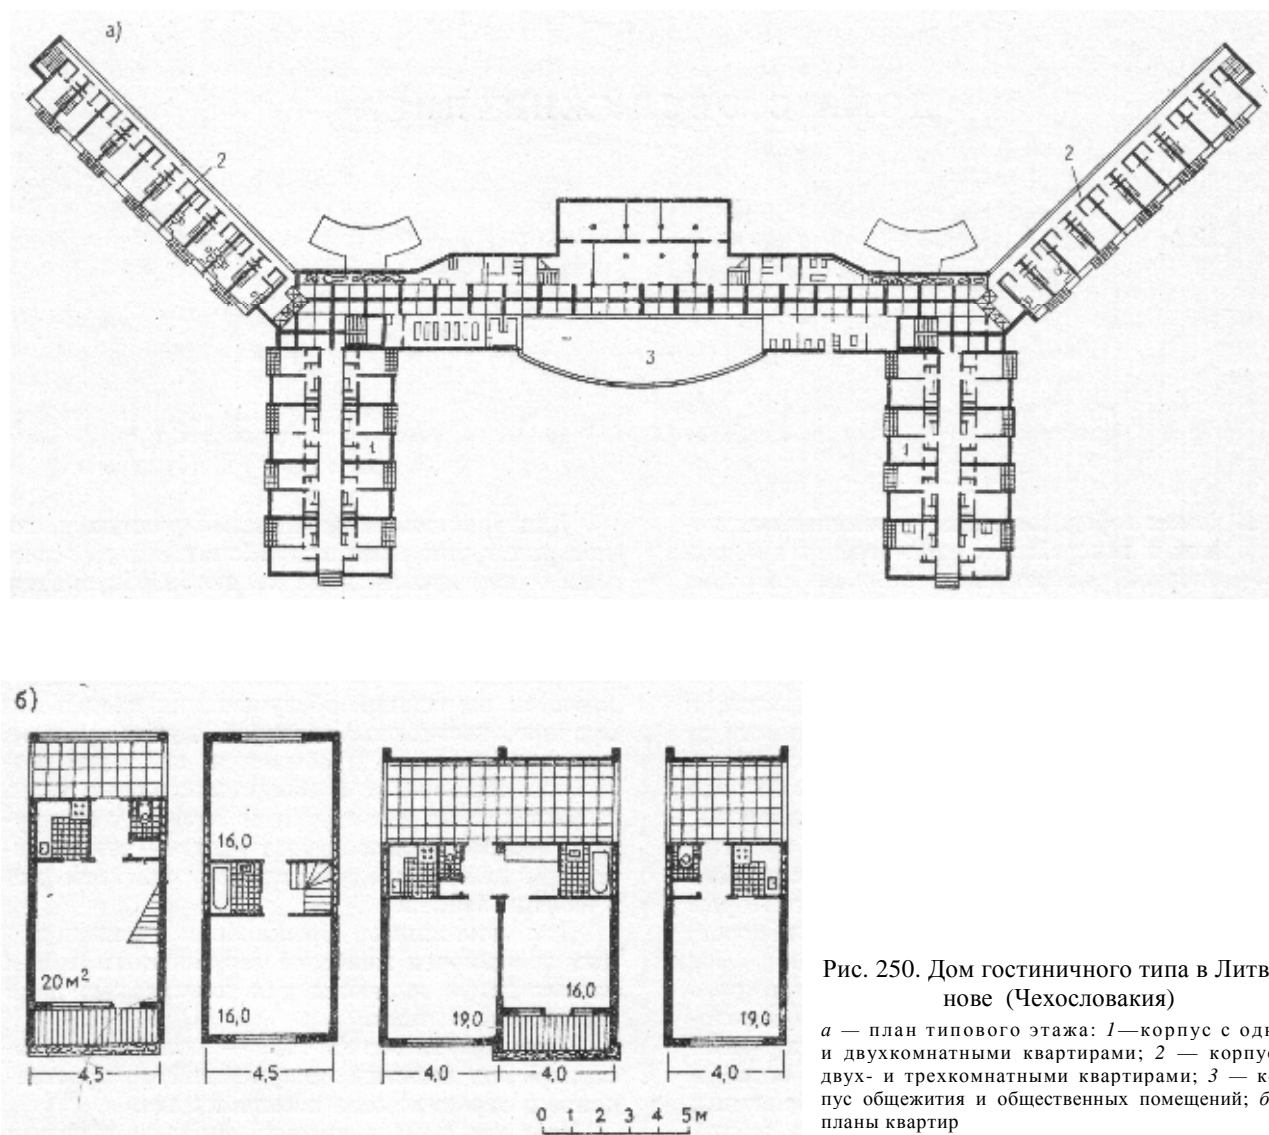 а)
2
2
3
1
1
б)
20 м²
16,0
16,0
19,0
16,0
19,0
4,5
4,5
4,0
4,0
4,0
0 1 2 3 4 5 м
Рис. 250. Дом гостиничного типа в Литв
нове (Чехословакия)
а — план типового этажа: 1—корпус с одн
и двухкомнатными квартирами; 2 — корпус
двух- и трехкомнатными квартирами; 3 — к
пус общежития и общественных помещений; б
планы квартир